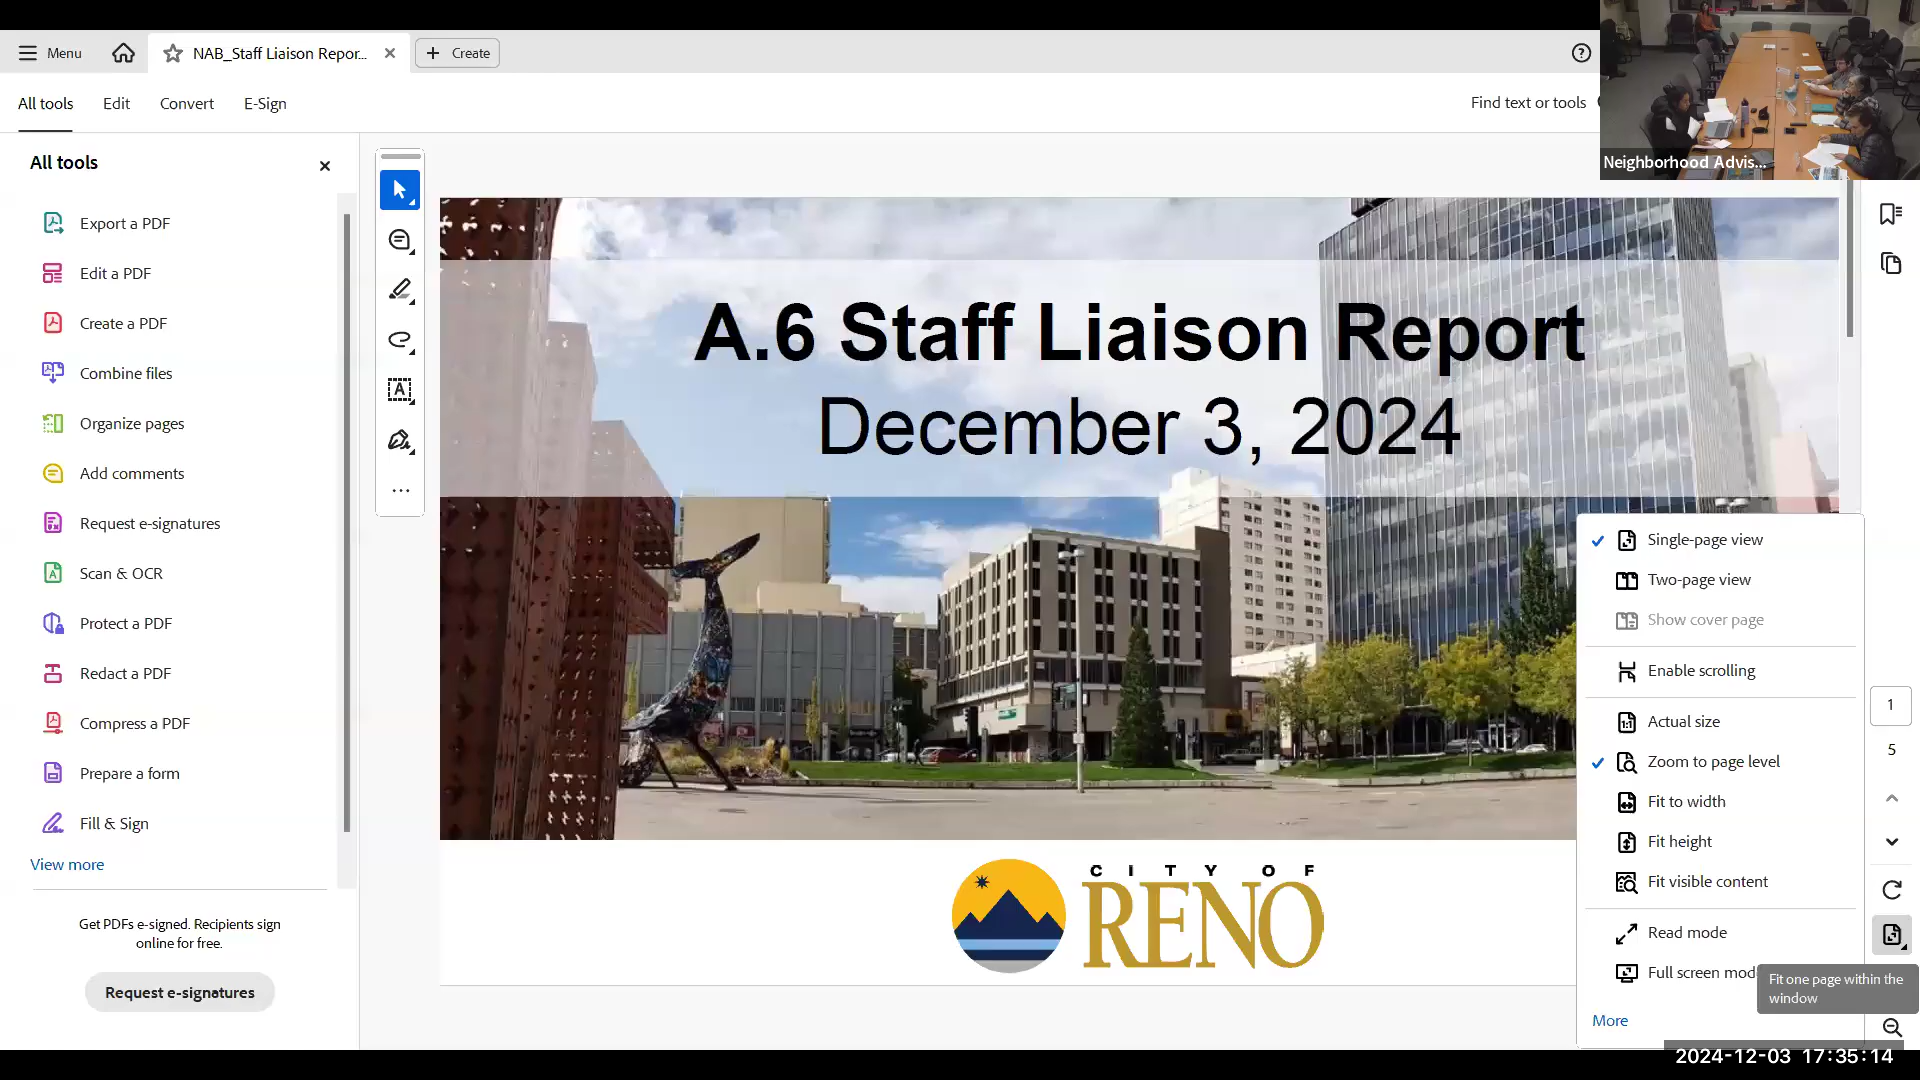 Menu
NAB_Staff Liaison Repor...
Create
All tools
Edit
Convert
E-Sign
Find text or tools
Neighborhood Advis...
All tools
Export a PDF
Edit a PDF
Create a PDF
Combine files
Organize pages
Add comments
Request e-signatures
Scan & OCR
Protect a PDF
Redact a PDF
Compress a PDF
Prepare a form
Fill & Sign
View more
Get PDFs e-signed. Recipients sign
online for free.
Request e-signatures
A.6 Staff Liaison Report
December 3, 2024
CITY OF
RENO
Single-page view
Two-page view
Show cover page
Enable scrolling
Actual size
Zoom to page level
Fit to width
Fit height
Fit visible content
Read mode
Full screen mod
More
1
5
Fit one page within the
window
2024-12-03 17:35:14